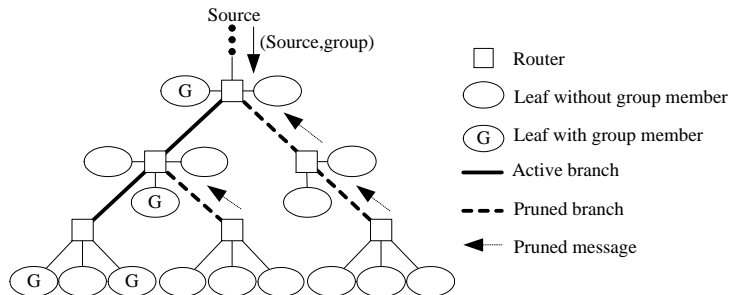 Source
(Source,group)
G
G
G
G
Router
Leaf without group member
G
Leaf with group member
Active branch
Pruned branch
Pruned message